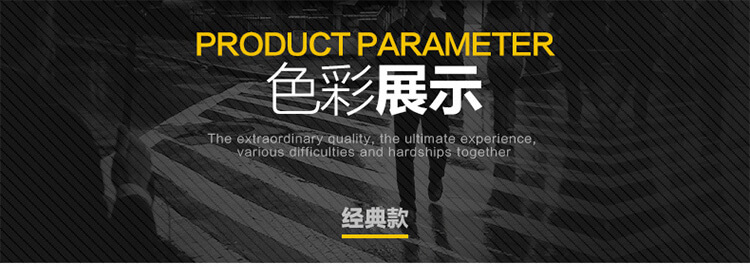 PRODUCT PARAMETER
色彩展示
The extraordinary quality, the ultimate experience,
various difficulties and hardships together
经典款